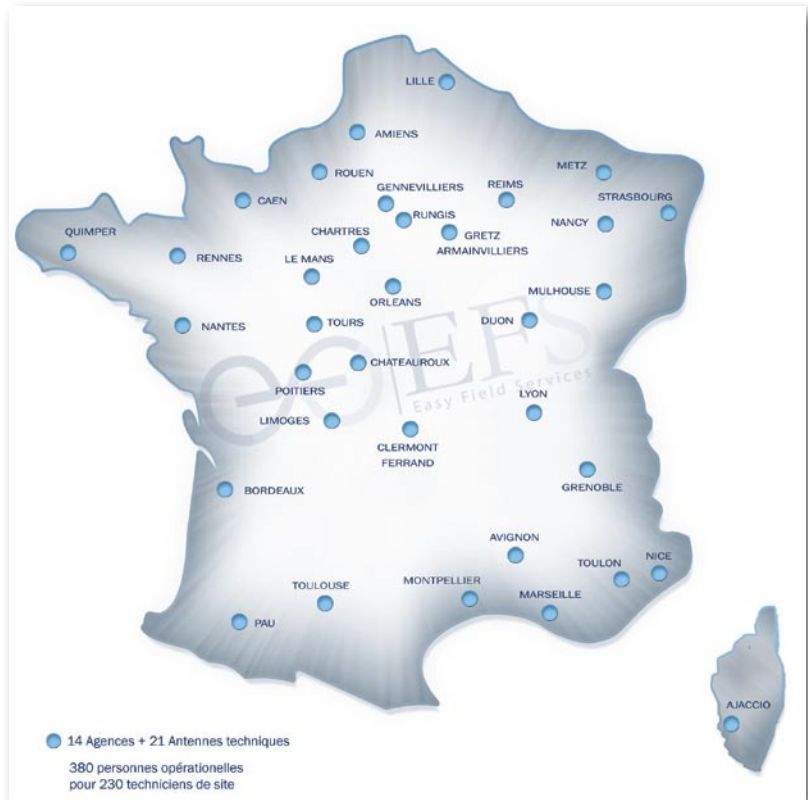 LILLE
AMIENS
ROUEN
METZ
GENNEVILLIERS
REIMS
CAEN
STRASBOURG
RUNGIS
NANCY
QUIMPER
CHARTRES
GRETZ
ARMAINVILLIERS
RENNES
LE MANS
MULHOUSE
ORLEANS
NANTES
TOURS
DIJON
EFS
Easy Field Services
CHATEAUROUX
POITIERS
LYON
LIMOGES
CLERMONT
FERRAND
GRENOBLE
BORDEAUX
AVIGNON
NICE
TOULON
MONTPELLIER
TOULOUSE
MARSEILLE
PAU
AJACCIO
14 Agences + 21 Antennes techniques
380 personnes opérationelles
pour 230 techniciens de site